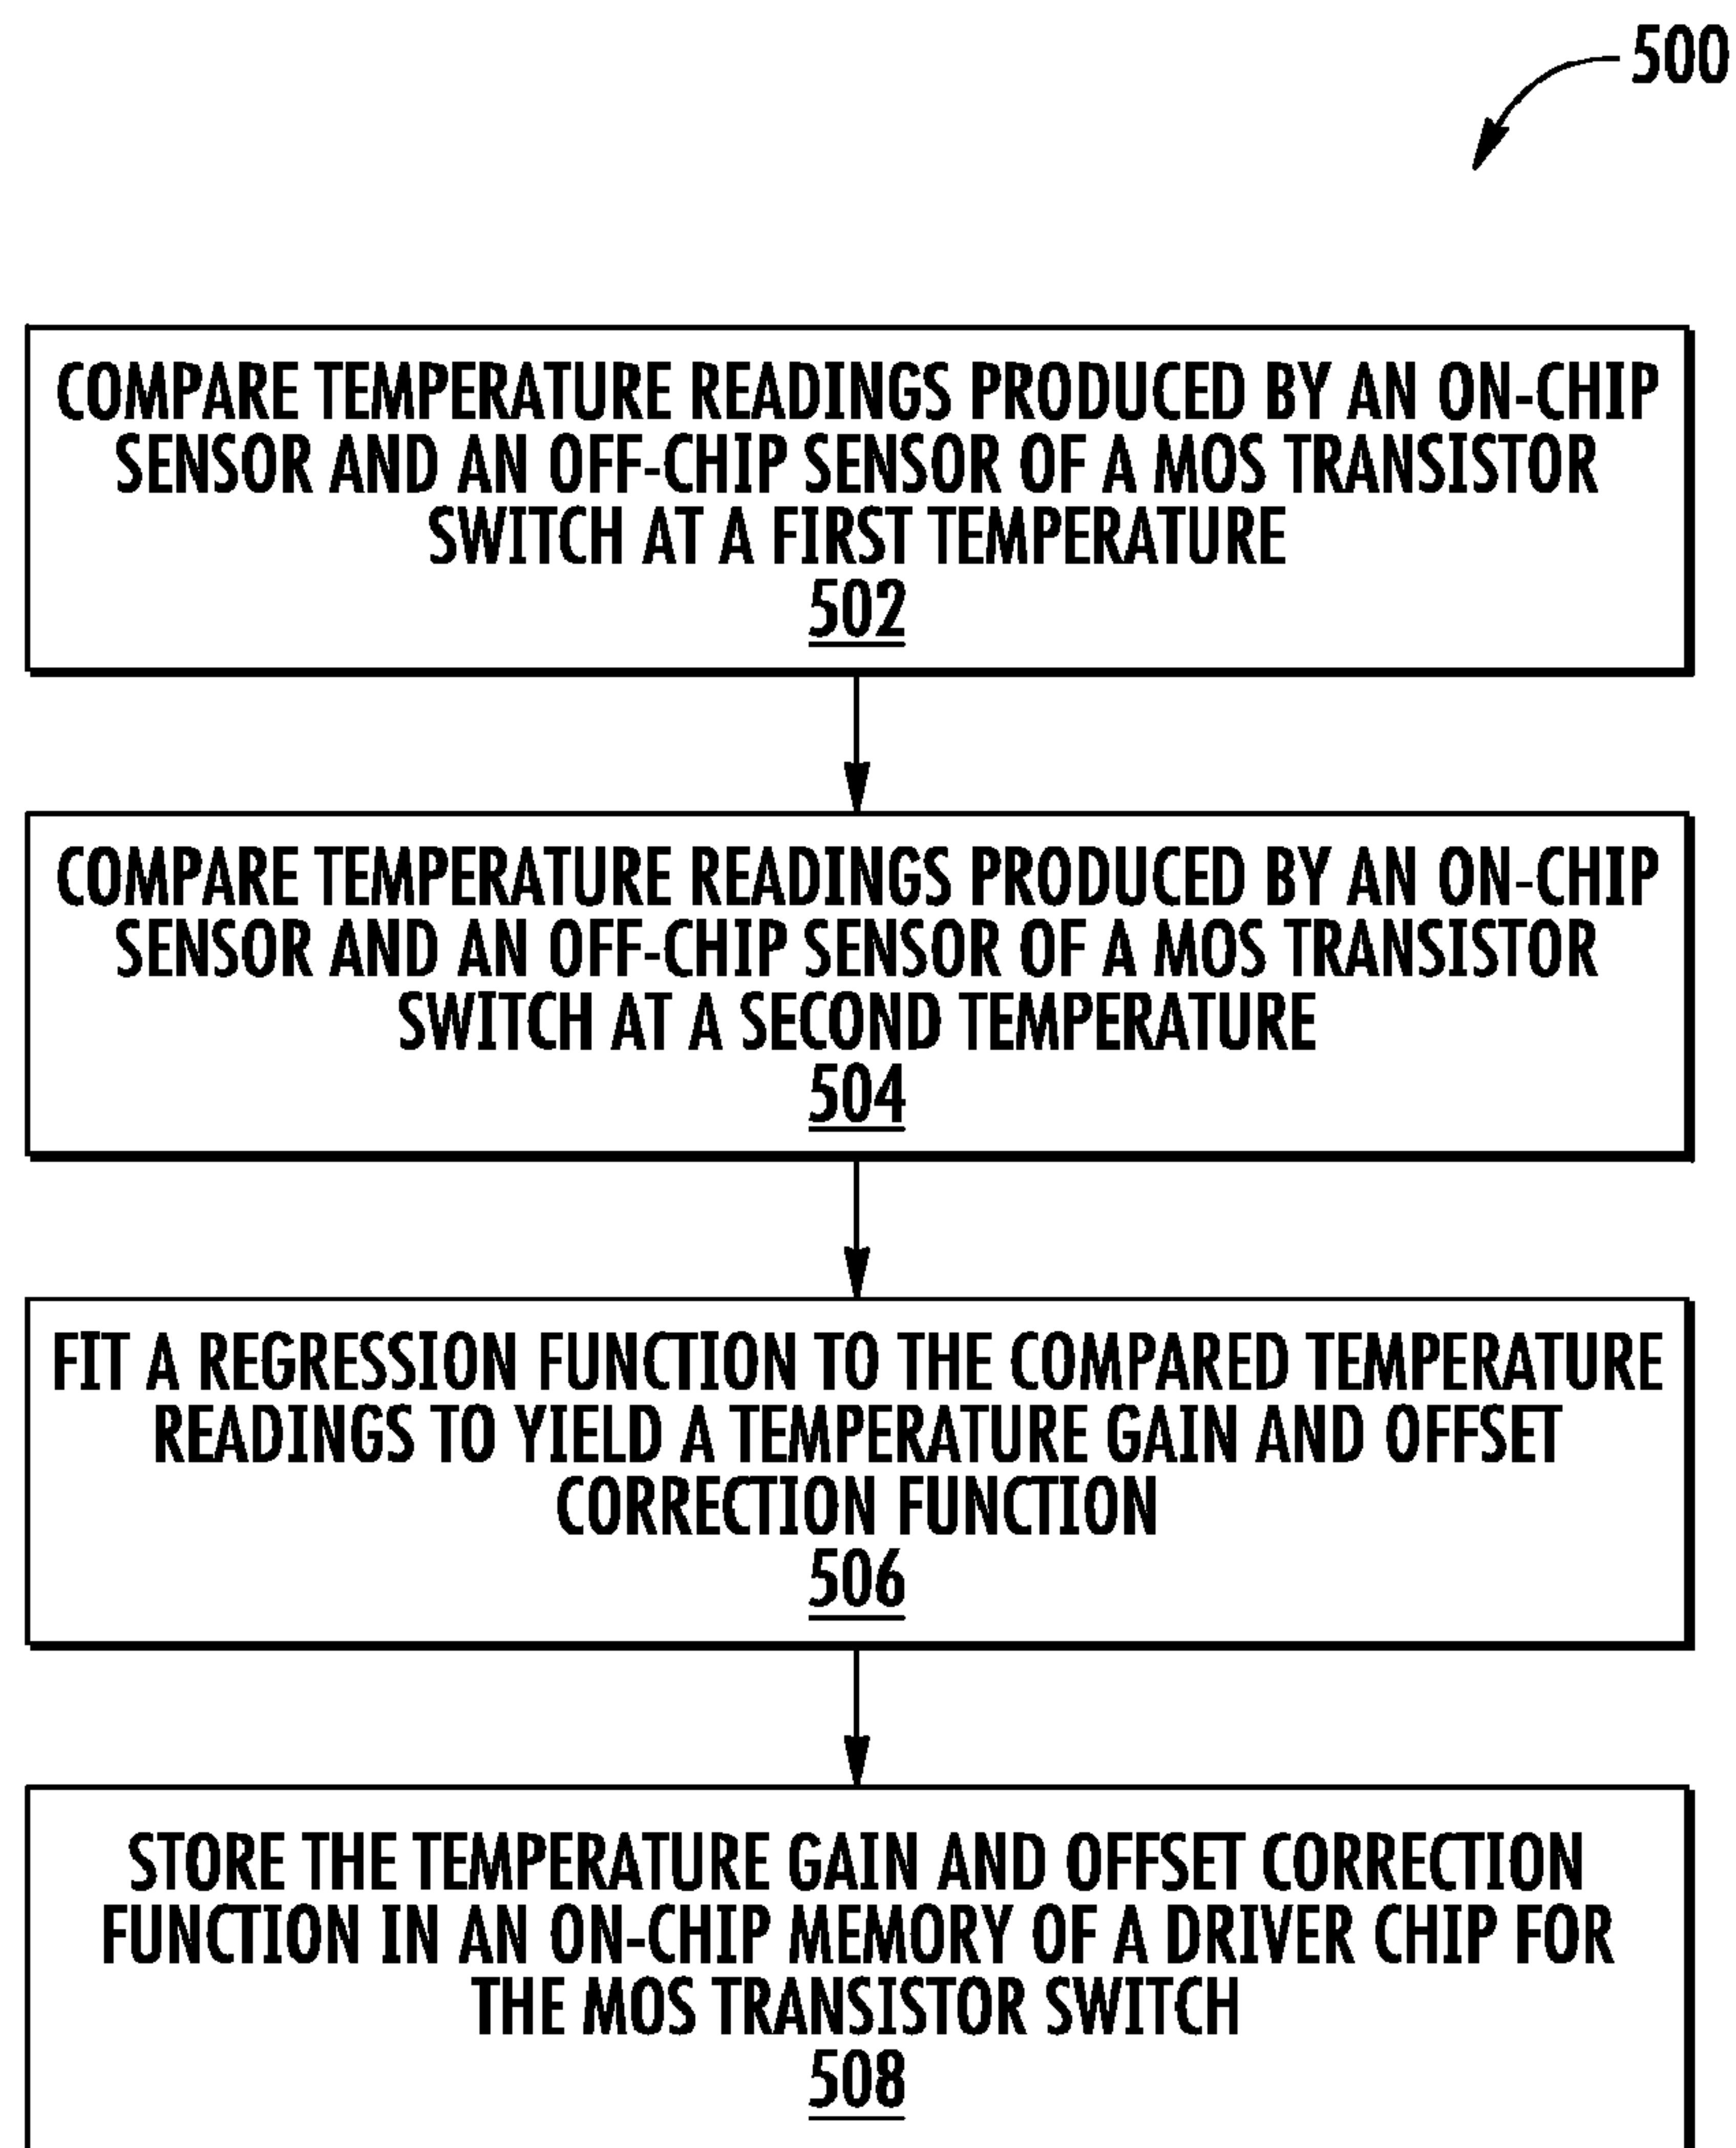 500
COMPARE TEMPERATURE READINGS PRODUCED BY AN ON-CHIP
SENSOR AND AN OFF-CHIP SENSOR OF A MOS TRANSISTOR
SWITCH AT A FIRST TEMPERATURE
502
COMPARE TEMPERATURE READINGS PRODUCED BY AN ON-CHIP
SENSOR AND AN OFF-CHIP SENSOR OF A MOS TRANSISTOR
SWITCH AT A SECOND TEMPERATURE
504
FIT A REGRESSION FUNCTION TO THE COMPARED TEMPERATURE
READINGS TO YIELD A TEMPERATURE GAIN AND OFFSET
CORRECTION FUNCTION
506
STORE THE TEMPERATURE GAIN AND OFFSET CORRECTION
FUNCTION IN AN ON-CHIP MEMORY OF A DRIVER CHIP FOR
THE MOS TRANSISTOR SWITCH
508